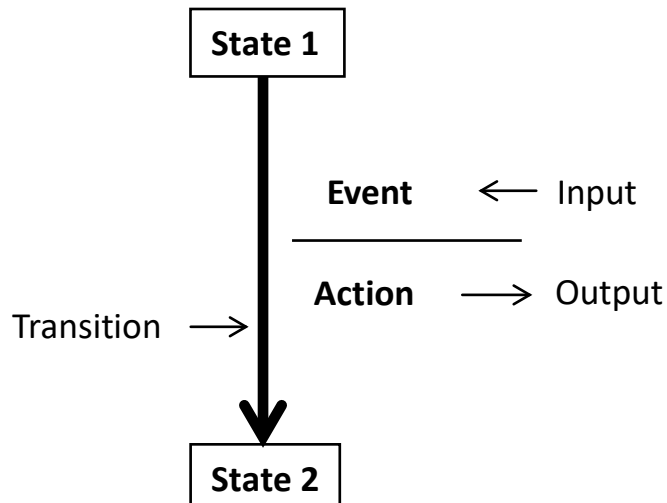 State 1
Event
Input
Action
Output
Transition
State 2